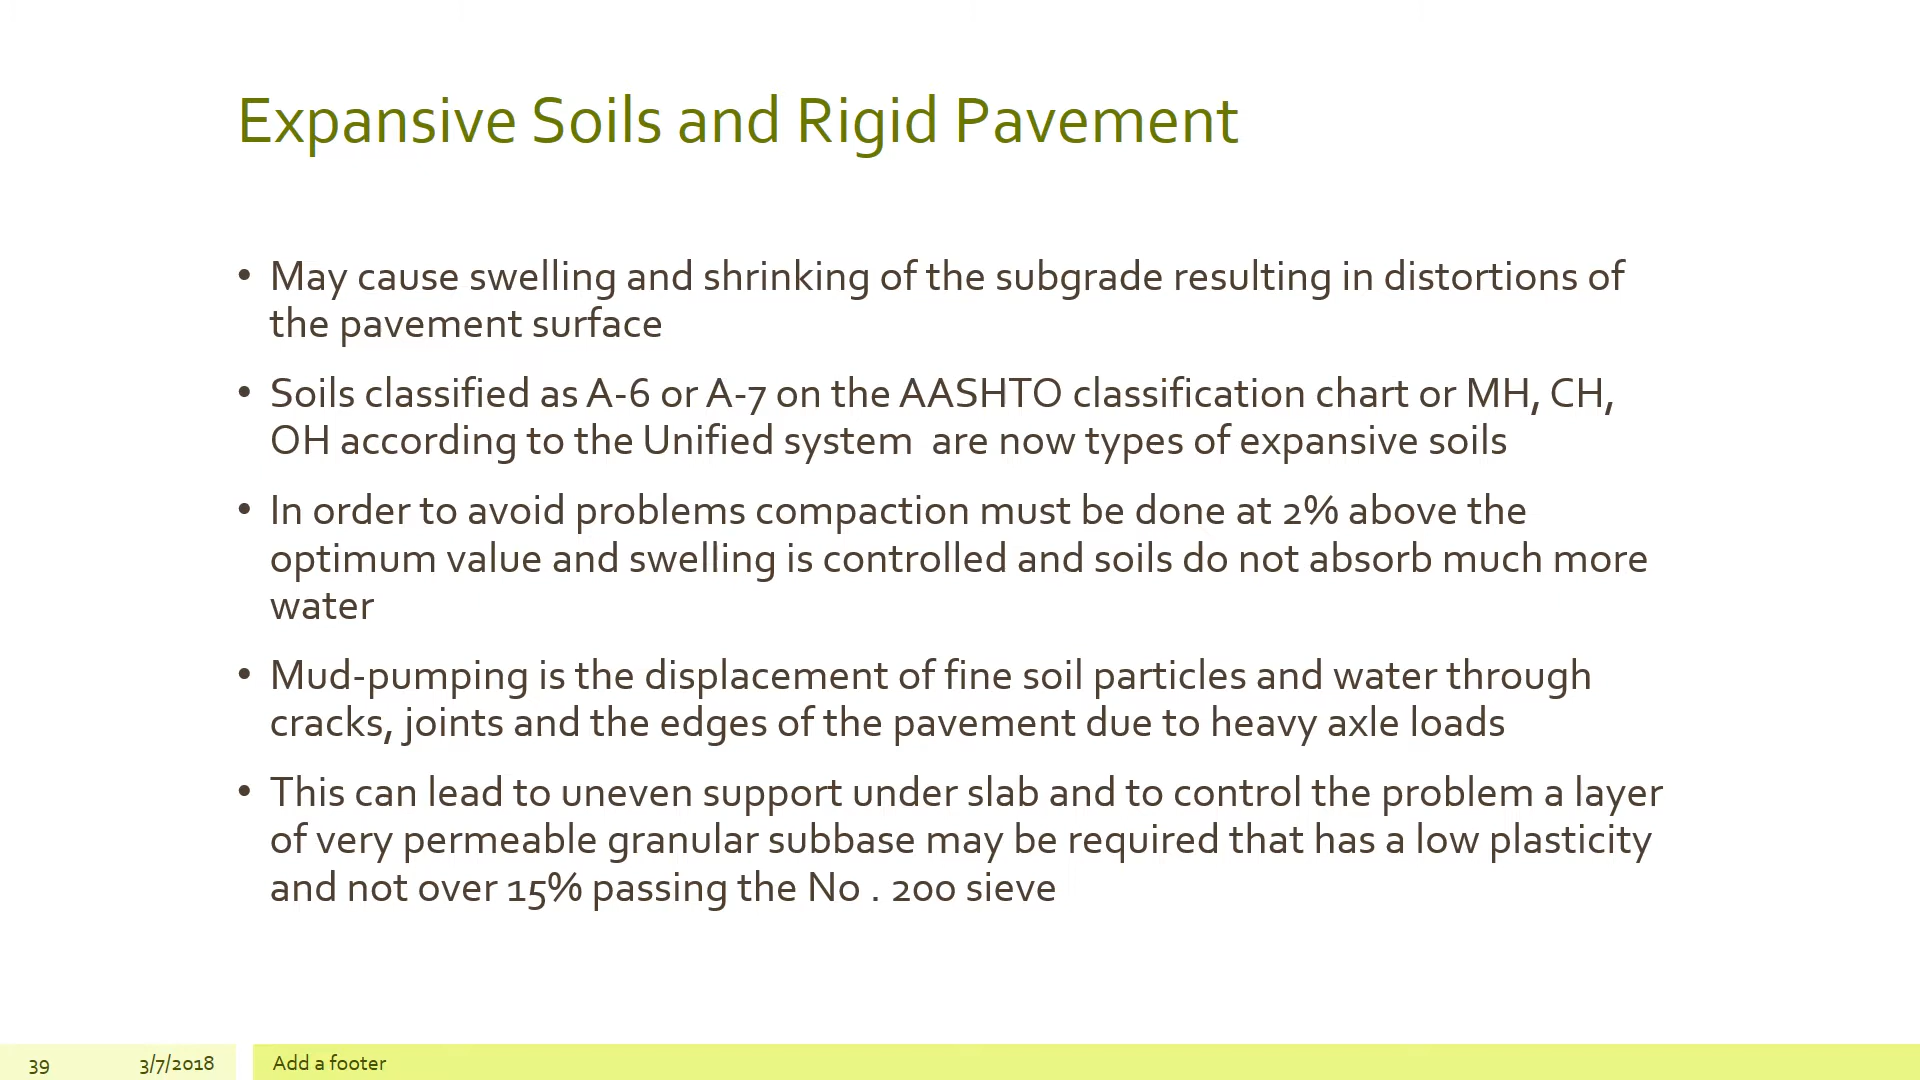 Expansive Soils and Rigid Pavement
• May cause swelling and shrinking of the subgrade resulting in distortions of
the pavement surface
• Soils classified as A-6 or A-7 on the AASHTO classification chart or MH, CH,
OH according to the Unified system  are now types of expansive soils
• In order to avoid problems compaction must be done at 2% above the
optimum value and swelling is controlled and soils do not absorb much more
water
• Mud-pumping is the displacement of fine soil particles and water through
cracks, joints and the edges of the pavement due to heavy axle loads
• This can lead to uneven support under slab and to control the problem a layer
of very permeable granular subbase may be required that has a low plasticity
and not over 15% passing the No . 200 sieve
39 3/7/2018 Add a footer